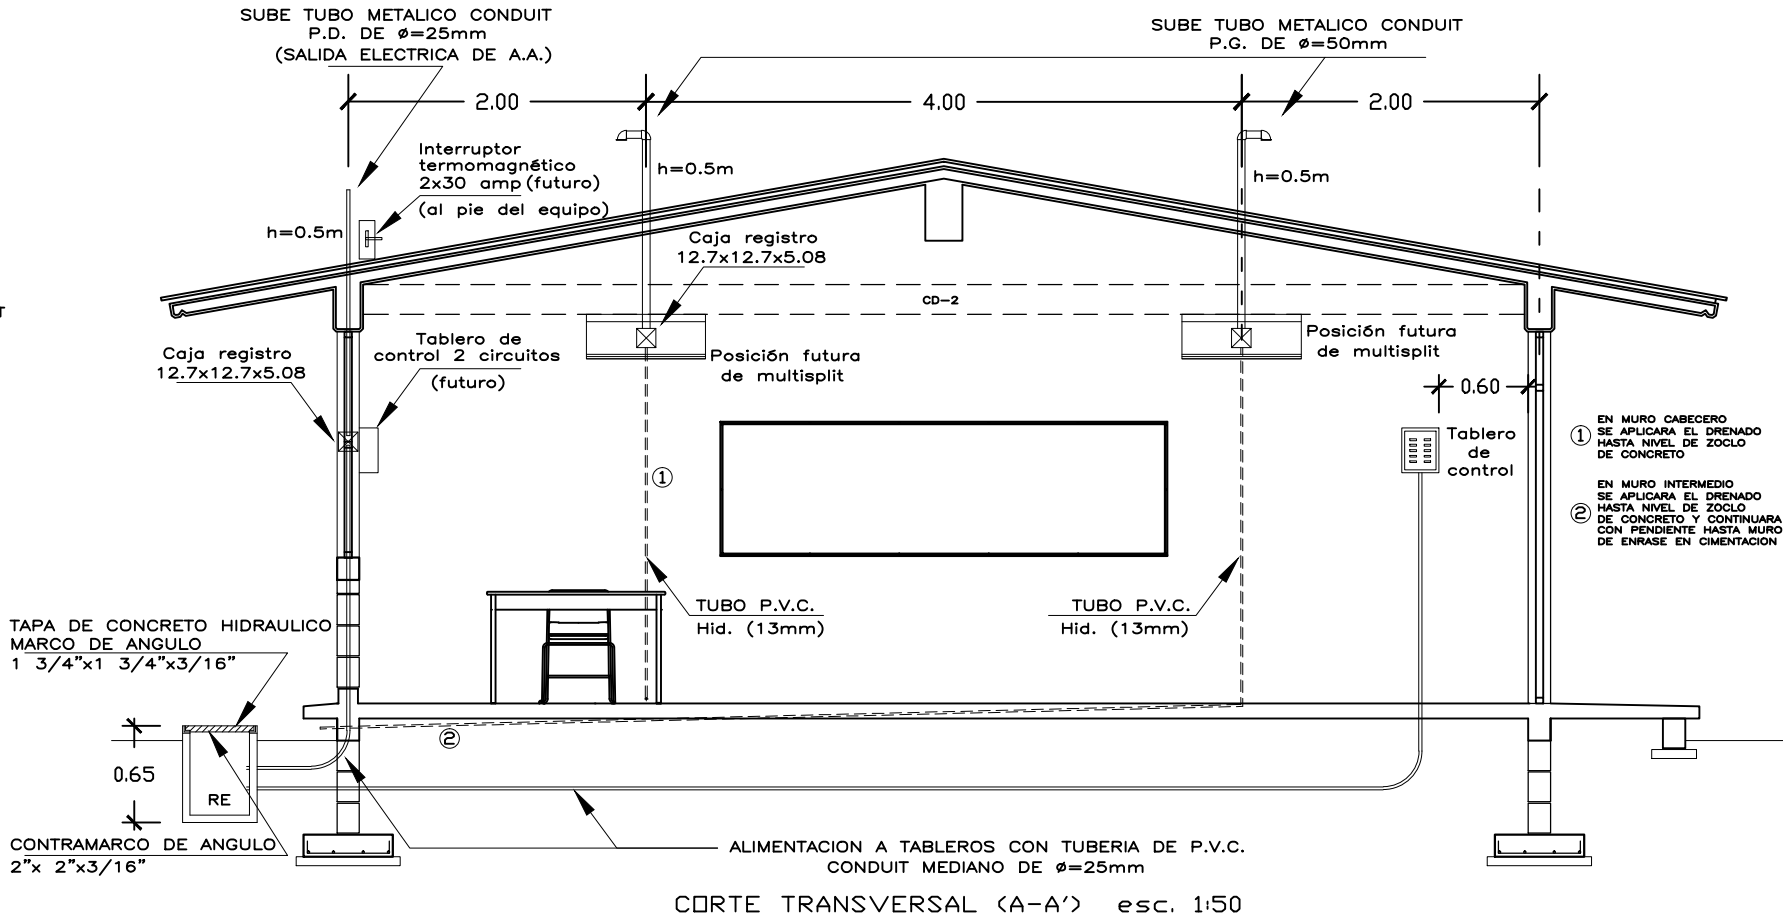 SUBE TUBO METALICO CONDUIT
P.D. DE ø=25mm
(SALIDA ELECTRICA DE A.A.)
SUBE TUBO METALICO CONDUIT
P.G. DE ø=50mm
2.00
4.00
2.00
Interruptor
termomagnético
2x30 amp (futuro)
(al pie del equipo)
h=0.5m
h=0.5m
h=0.5m
Caja registro
12.7x12.7x5.08
CD-2
T
Tablero de
control 2 circuitos
(futuro)
Caja registro
12.7x12.7x5.08
Posición futura
de multisplit
Posición futura
de multisplit
0.60
Tablero
de
control
1
EN MURO CABECERO
SE APLICARA EL DRENADO
HASTA NIVEL DE ZOCLO
DE CONCRETO
2
EN MURO INTERMEDIO
SE APLICARA EL DRENADO
HASTA NIVEL DE ZOCLO
DE CONCRETO Y CONTINUARA
CON PENDIENTE HASTA MURO
DE ENRASE EN CIMENTACION
1
TUBO P.V.C.
Hid. (13mm)
TUBO P.V.C.
Hid. (13mm)
TAPA DE CONCRETO HIDRAULICO
MARCO DE ANGULO
1 3/4"x1 3/4"x3/16"
2
0.65
RE
CONTRAMARCO DE ANGULO
2"x 2"x3/16"
ALIMENTACION A TABLEROS CON TUBERIA DE P.V.C.
CONDUIT MEDIANO DE ø=25mm
CORTE TRANSVERSAL (A-A') esc. 1:50